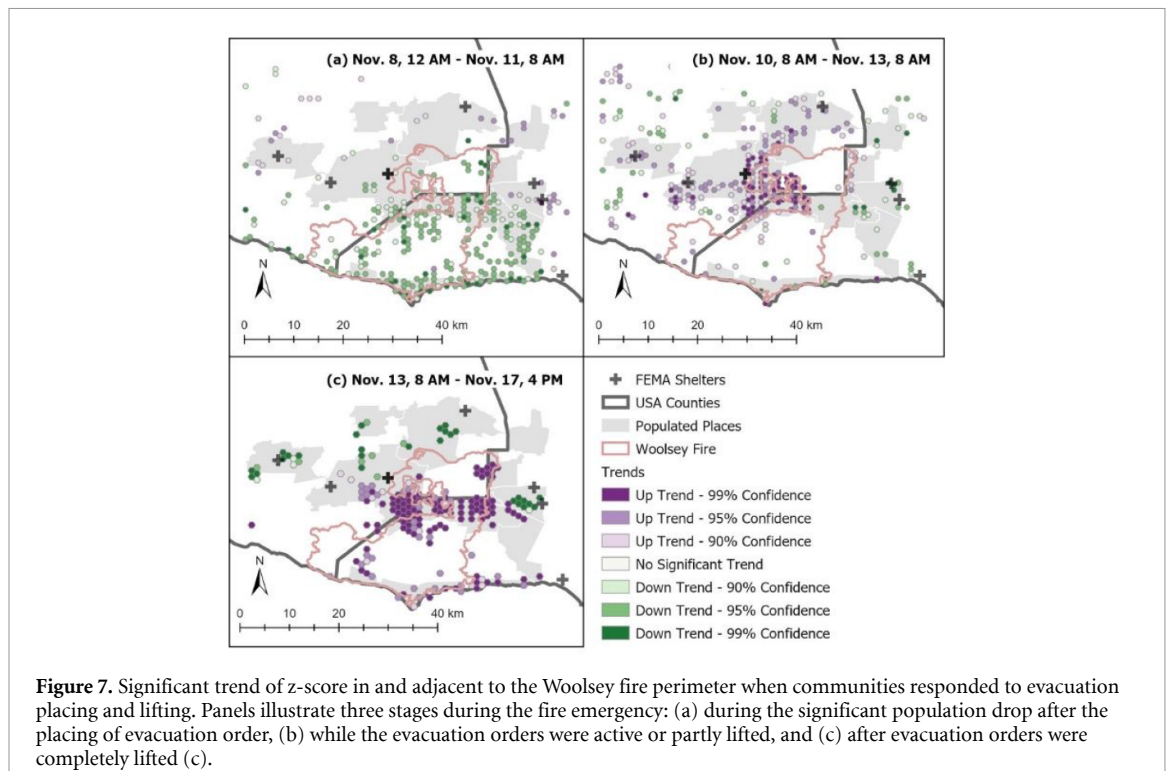 (a) Nov. 8, 12 AM - Nov. 11, 8 AM
N
0 10 20 40 km
(b) Nov. 10, 8 AM - Nov. 13, 8 AM
N
0 10 20 40 km
(c) Nov. 13, 8 AM - Nov. 17, 4 PM
N
0 10 20 40 km
FEMA Shelters
USA Counties
Populated Places
Woolsey Fire
Trends
Up Trend - 99% Confidence
Up Trend - 95% Confidence
Up Trend - 90% Confidence
No Significant Trend
Down Trend - 90% Confidence
Down Trend - 95% Confidence
Down Trend - 99% Confidence
Figure 7. Significant trend of z-score in and adjacent to the Woolsey fire perimeter when communities responded to evacuation
placing and lifting. Panels illustrate three stages during the fire emergency: (a) during the significant population drop after the
placing of evacuation order, (b) while the evacuation orders were active or partly lifted, and (c) after evacuation orders were
completely lifted (c).